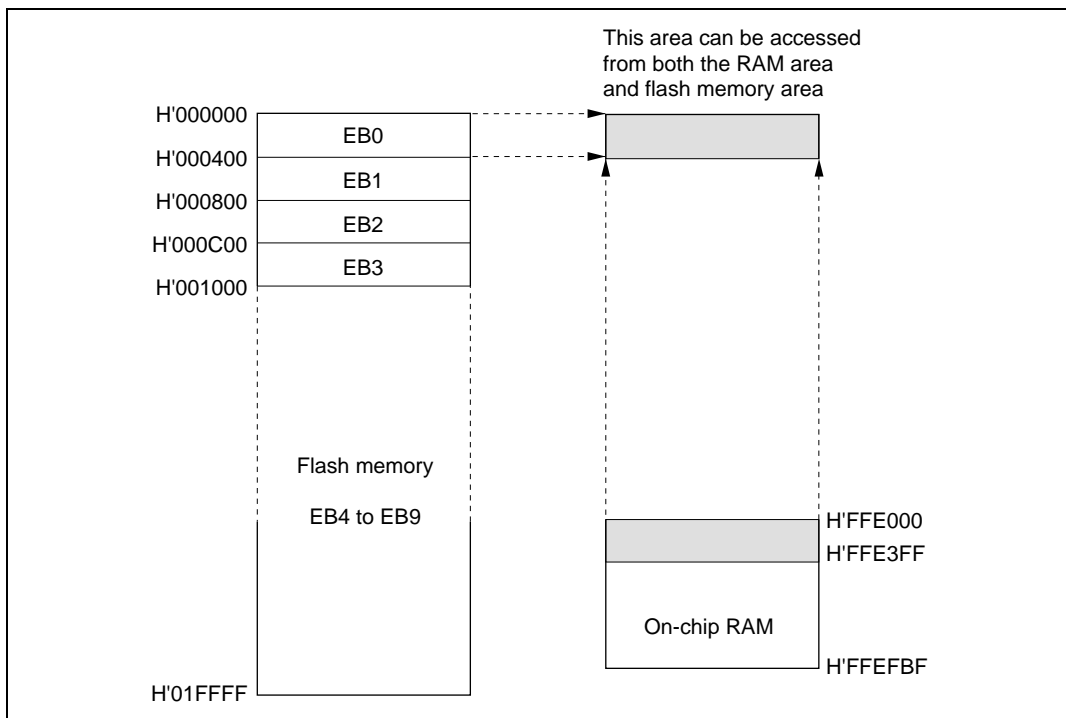 This area can be accessed
from both the RAM area
and flash memory area
H'000000
EB0
H'000400
EB1
H'000800
EB2
H'000C00
EB3
H'001000
Flash memory
EB4 to EB9
H'FFE000
H'FFE3FF
On-chip RAM
H'FFEFBF
H'01FFFF